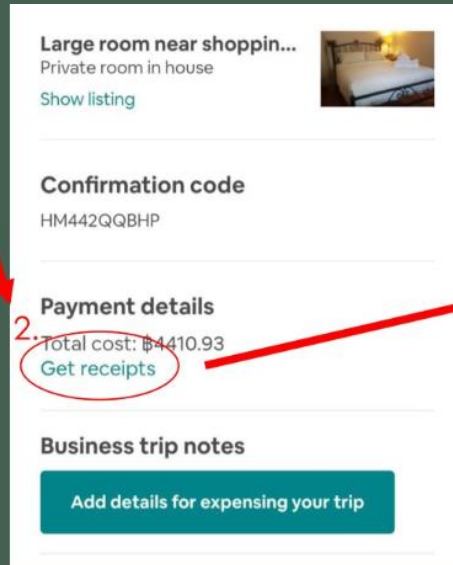 Large room near shoppin...
Private room in house
Show listing
Confirmation code
HM442QQBHP
Payment details
2.
Total cost: ฿4410.93
Get receipts
Business trip notes
Add details for expensing your trip